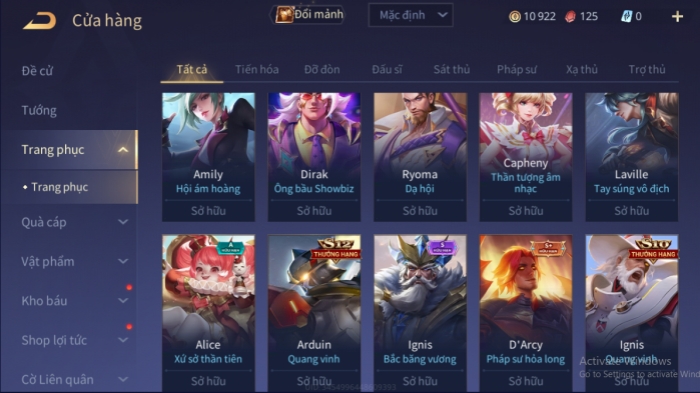 Cửa hàng
Đổi mảnh
Mặc định
10 922
125
0
Đề cử
Tướng
Trang phục
Trang phục
Quà cáp
Vật phẩm
Kho báu
Shop lợi tức
Cờ Liên quân
Tất cả
Tiến hóa
Đỡ đòn
Đấu sĩ
Sát thủ
Pháp sư
Xạ thủ
Trợ thủ
Amily
Hội ám hoàng
Sở hữu
Dirak
Ông bầu Showbiz
Sở hữu
Ryoma
Dạ hội
Sở hữu
Capheny
Thần tượng âm
nhạc
Sở hữu
Laville
Tay súng vô địch
Sở hữu
A
Alice
Xứ sở thần tiên
Sở hữu
S12
THƯỞNG HẠNG
Arduin
Quang vinh
Sở hữu
S
Ignis
Bắc băng vương
Sở hữu
S+
D'Arcy
Pháp sư hỏa long
Sở hữu
S10
THƯỞNG HẠNG
Ignis
Quang vinh
Sở hữu
Activate Windows
Go to Settings to activate Wind